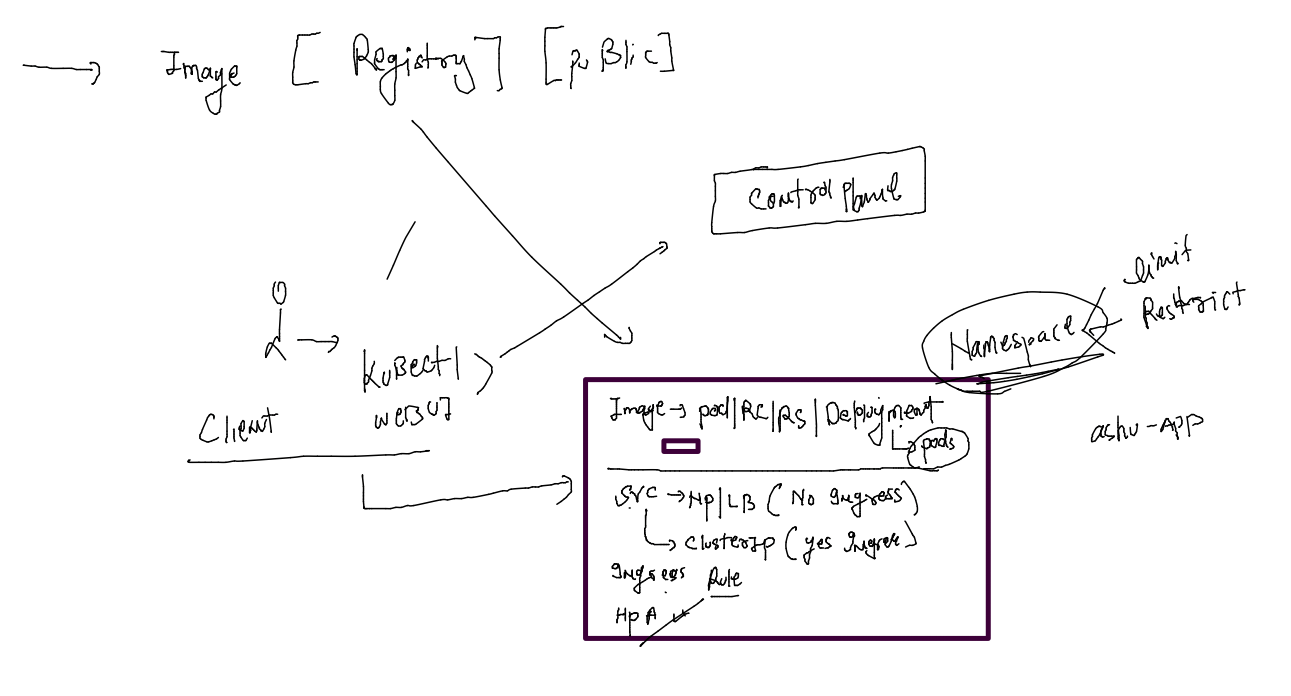 Image [ Registry ] [ puBlic ]
Control Plane
limit
Restrict
Namespace
KuBectl
weBUI
Client
Image → pod | RC | RS | Deployment
pods
ashu-APP
SVC → Np | LB ( No Ingress )
ClusterIp ( yes Ingress )
Ingress Rule
HpA